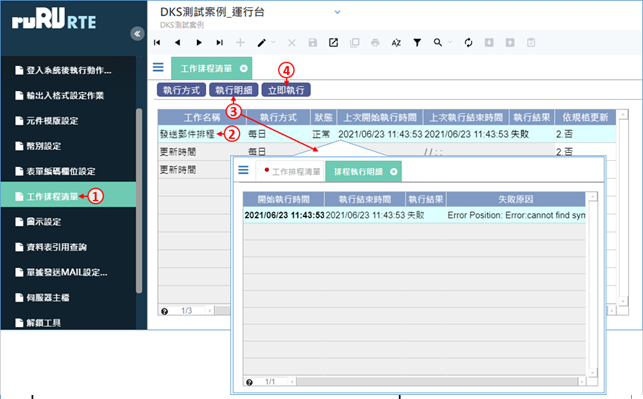 ruRU RTE
DKS測試案例_運行台
DKS測試案例
登入系統後執行動作...
輸出入格式設定作業
元件模版設定
幣別設定
表單編碼欄位設定
工作排程清單 1
圖示設定
資料表引用查詢
單據發送MAIL設定...
伺服器主檔
解鎖工具
工作排程清單
4
執行方式 執行明細 立即執行
3
工作名稱 執行方式 狀態 上次開始執行時間 上次執行結束時間 執行結果 依規格更新
發送郵件排程 2 每日 正常 2021/06/23 11:43:53 2021/06/23 11:43:53 失敗 2.否
更新時間 每日 / / : : 2.否
更新時間
1/3
工作排程清單 排程執行明細
開始執行時間 執行結束時間 執行結果 失敗原因
2021/06/23 11:43:53 2021/06/23 11:43:53 失敗 Error Position: Error:cannot find sym
1/1